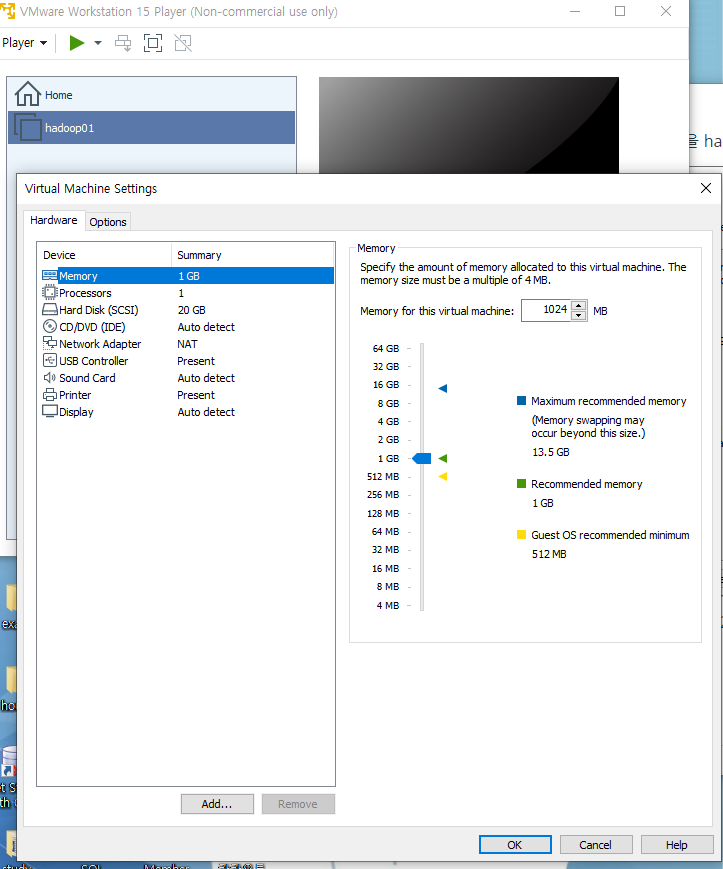 VMware Workstation 15 Player (Non-commercial use only)
Player
Home
hadoop01
을 ha
Virtual Machine Settings
Hardware
Options
Device Summary
Memory 1 GB
Processors 1
Hard Disk (SCSI) 20 GB
CD/DVD (IDE) Auto detect
Network Adapter NAT
USB Controller Present
Sound Card Auto detect
Printer Present
Display Auto detect
Memory
Specify the amount of memory allocated to this virtual machine. The
memory size must be a multiple of 4 MB.
Memory for this virtual machine: 1024 MB
64 GB
32 GB
16 GB
8 GB
4 GB
2 GB
1 GB
512 MB
256 MB
128 MB
64 MB
32 MB
16 MB
8 MB
4 MB
Maximum recommended memory
(Memory swapping may
occur beyond this size.)
13.5 GB
Recommended memory
1 GB
Guest OS recommended minimum
512 MB
Add...
Remove
OK
Cancel
Help